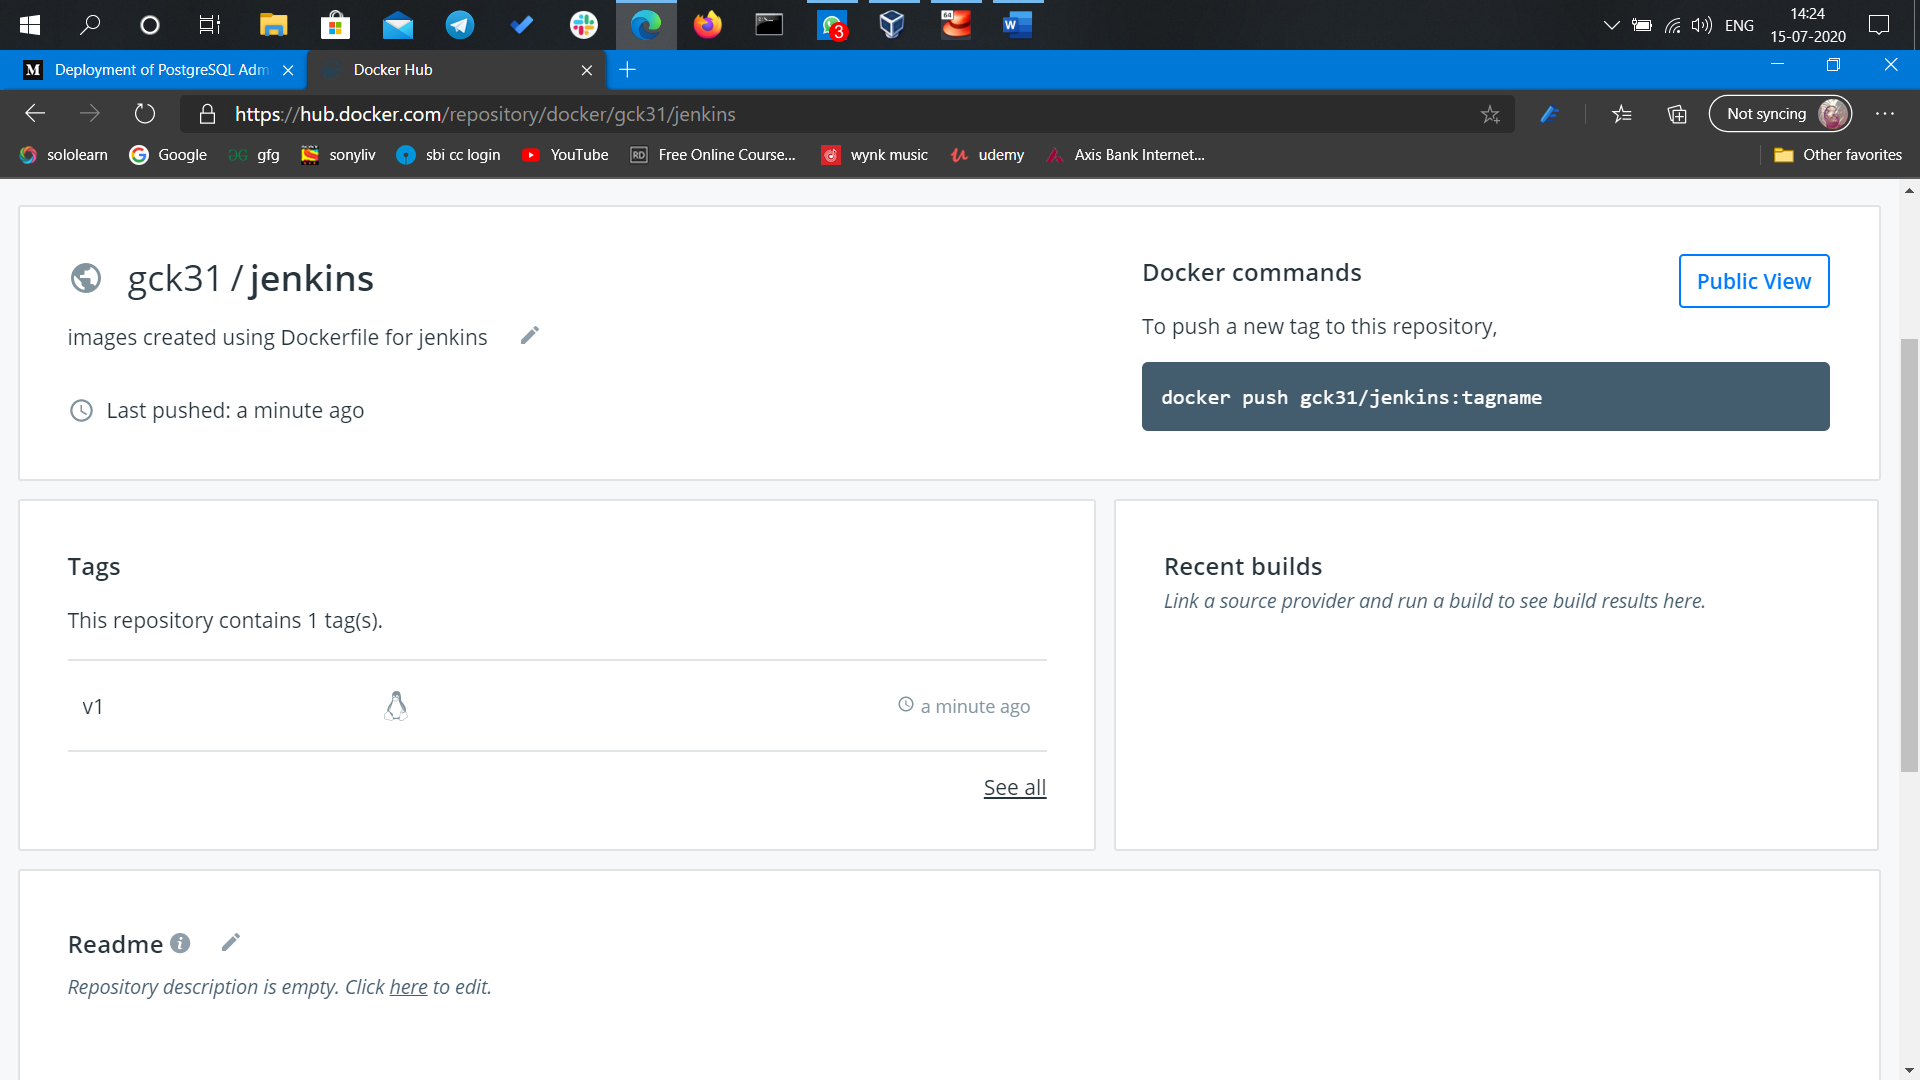 ENG
14:24
15-07-2020
64
3
W
M Deployment of PostgreSQL Adm
Docker Hub
https://hub.docker.com/repository/docker/gck31/jenkins
Not syncing
sololearn
Google
gfg
sonyliv
sbi cc login
YouTube
RD Free Online Course...
wynk music
udemy
Axis Bank Internet...
Other favorites
gck31 / jenkins
images created using Dockerfile for jenkins
Last pushed: a minute ago
Docker commands
Public View
To push a new tag to this repository,
docker push gck31/jenkins:tagname
Tags
This repository contains 1 tag(s).
v1
a minute ago
See all
Recent builds
Link a source provider and run a build to see build results here.
Readme
Repository description is empty. Click here to edit.